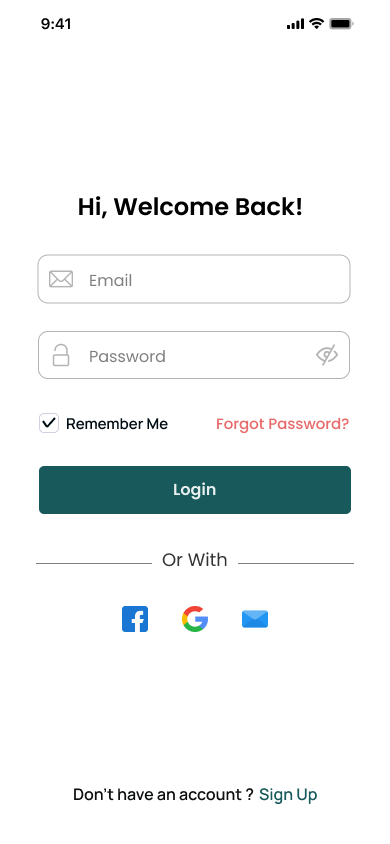 9:41
Hi, Welcome Back!
Email
Password
Remember Me Forgot Password?
Login
Or With
Don't have an account ? Sign Up